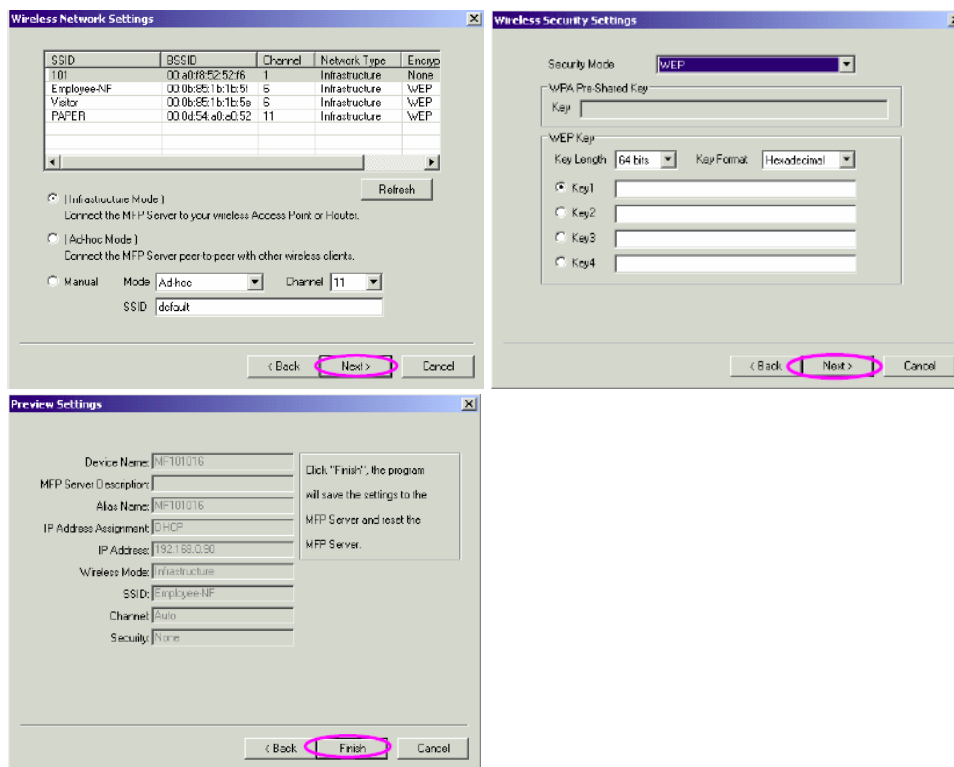 Wireless Network Settings
SSID BSSID Channel Network Type Encryp
101 00:a0:f8:52:52:f6 1 Infrastructure None
Employee-NF 00:0b:85:1b:1b:5f 6 Infrastructure WEP
Visitor 00:0b:85:1b:1b:5e 6 Infrastructure WEP
PAPER 00:0d:54:a0:a0:52 11 Infrastructure WEP
Refresh
( Infrastructure Mode )
Connect the MFP Server to your wireless Access Point or Router.
( Ad-hoc Mode )
Connect the MFP Server peer to peer with other wireless clients.
Manual Mode Ad-hoc Channel 11
SSID default
< Back Next > Cancel
Wireless Security Settings
Security Mode WEP
WPA Pre-Shared Key
Key
WEP Key
Key Length 64 bits Key Format Hexadecimal
Key1
Key2
Key3
Key4
< Back Next > Cancel
Preview Settings
Device Name: MF101016
MFP Server Description:
Alias Name: MF101016
IP Address Assignment: DHCP
IP Address: 192.168.0.90
Wireless Mode: Infrastructure
SSID: Employee-NF
Channel: Auto
Security: None
Click "Finish", the program
will save the settings to the
MFP Server and reset the
MFP Server.
< Back Finish Cancel